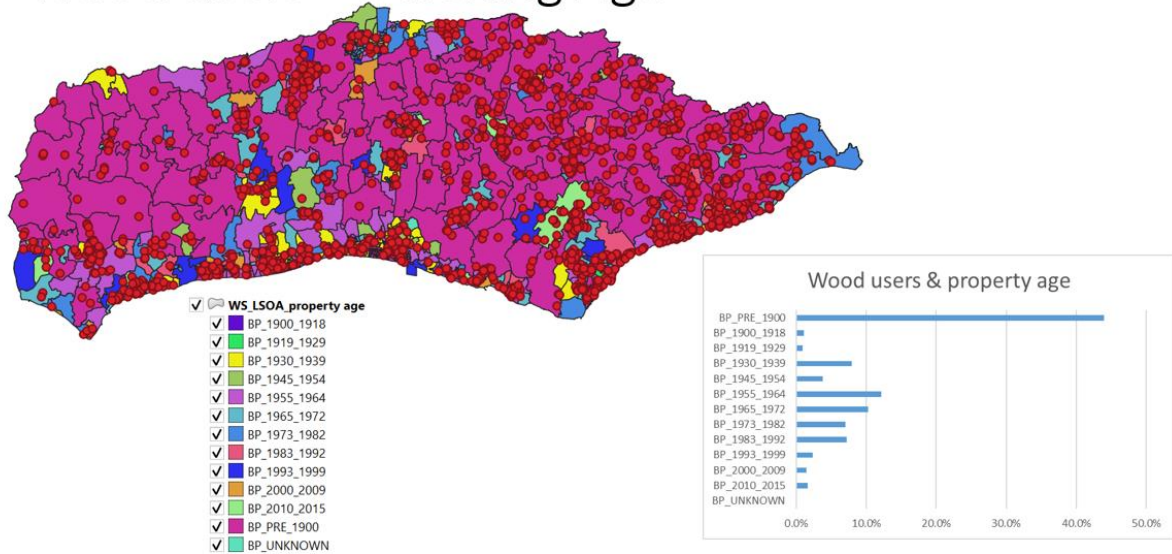 WS_LSOA_property age
BP_1900_1918
BP_1919_1929
BP_1930_1939
BP_1945_1954
BP_1955_1964
BP_1965_1972
BP_1973_1982
BP_1983_1992
BP_1993_1999
BP_2000_2009
BP_2010_2015
BP_PRE_1900
BP_UNKNOWN
Wood users & property age
BP_PRE_1900
BP_1900_1918
BP_1919_1929
BP_1930_1939
BP_1945_1954
BP_1955_1964
BP_1965_1972
BP_1973_1982
BP_1983_1992
BP_1993_1999
BP_2000_2009
BP_2010_2015
BP_UNKNOWN
0.0% 10.0% 20.0% 30.0% 40.0% 50.0%